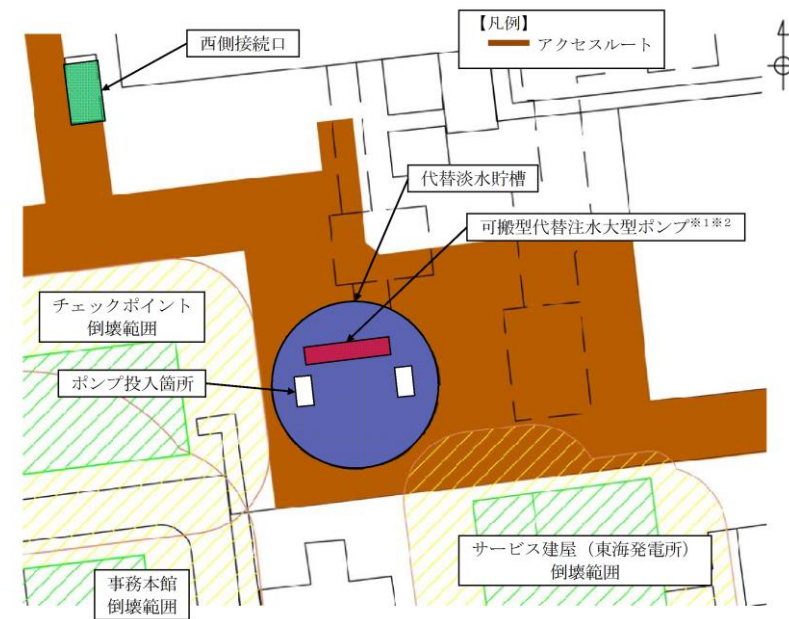 西側接続口
【凡例】
アクセスルート
代替淡水貯槽
可搬型代替注水大型ポンプ※1※2
チェックポイント
倒壊範囲
ポンプ投入箇所
サービス建屋（東海発電所）
倒壊範囲
事務本館
倒壊範囲